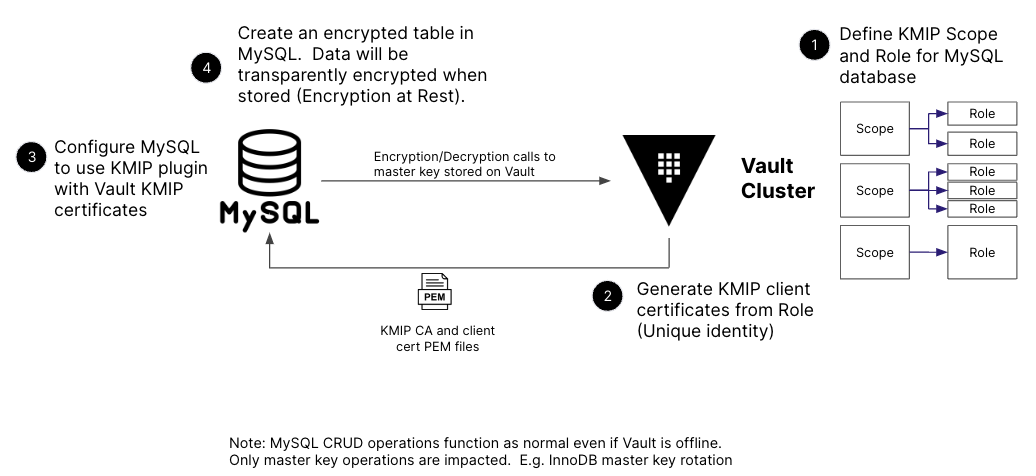 1
Define KMIP Scope
and Role for MySQL
database
Scope
Role
Role
Scope
Role
Role
Role
Scope
Role
4
Create an encrypted table in
MySQL.  Data will be
transparently encrypted when
stored (Encryption at Rest).
3
Configure MySQL
to use KMIP plugin
with Vault KMIP
certificates
MySQL
Encryption/Decryption calls to
master key stored on Vault
Vault
Cluster
2
Generate KMIP client
certificates from Role
(Unique identity)
PEM
KMIP CA and client
cert PEM files
Note: MySQL CRUD operations function as normal even if Vault is offline.
Only master key operations are impacted.  E.g. InnoDB master key rotation